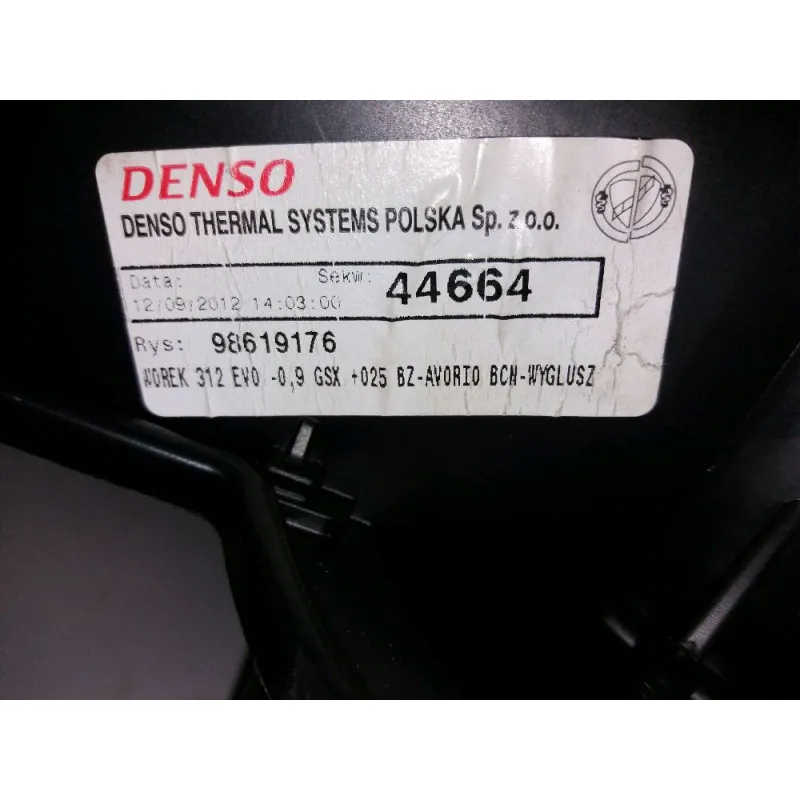 DENSO
DENSO THERMAL SYSTEMS POLSKA Sp. z o.o.
Data: Sekw: 44664
12/09/2012 14:03:00
Rys: 98619176
WOREK 312 EVO -0,9 GSX +025 BZ-AVORIO BCN-WYGLUSZ